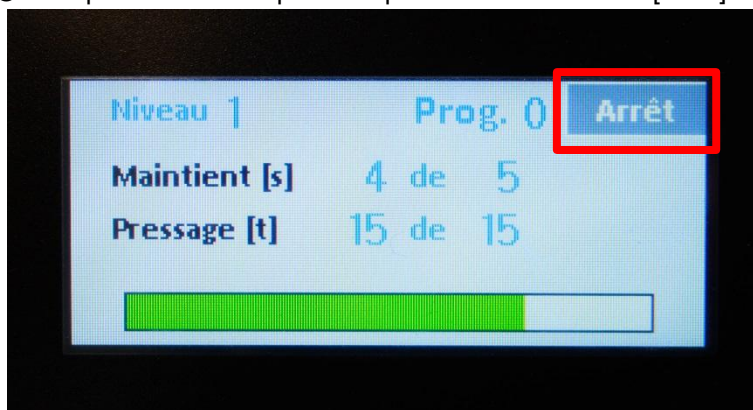 Niveau 1 Prog. 0 Arrêt
Maintient [s] 4 de 5
Pressage [t] 15 de 15